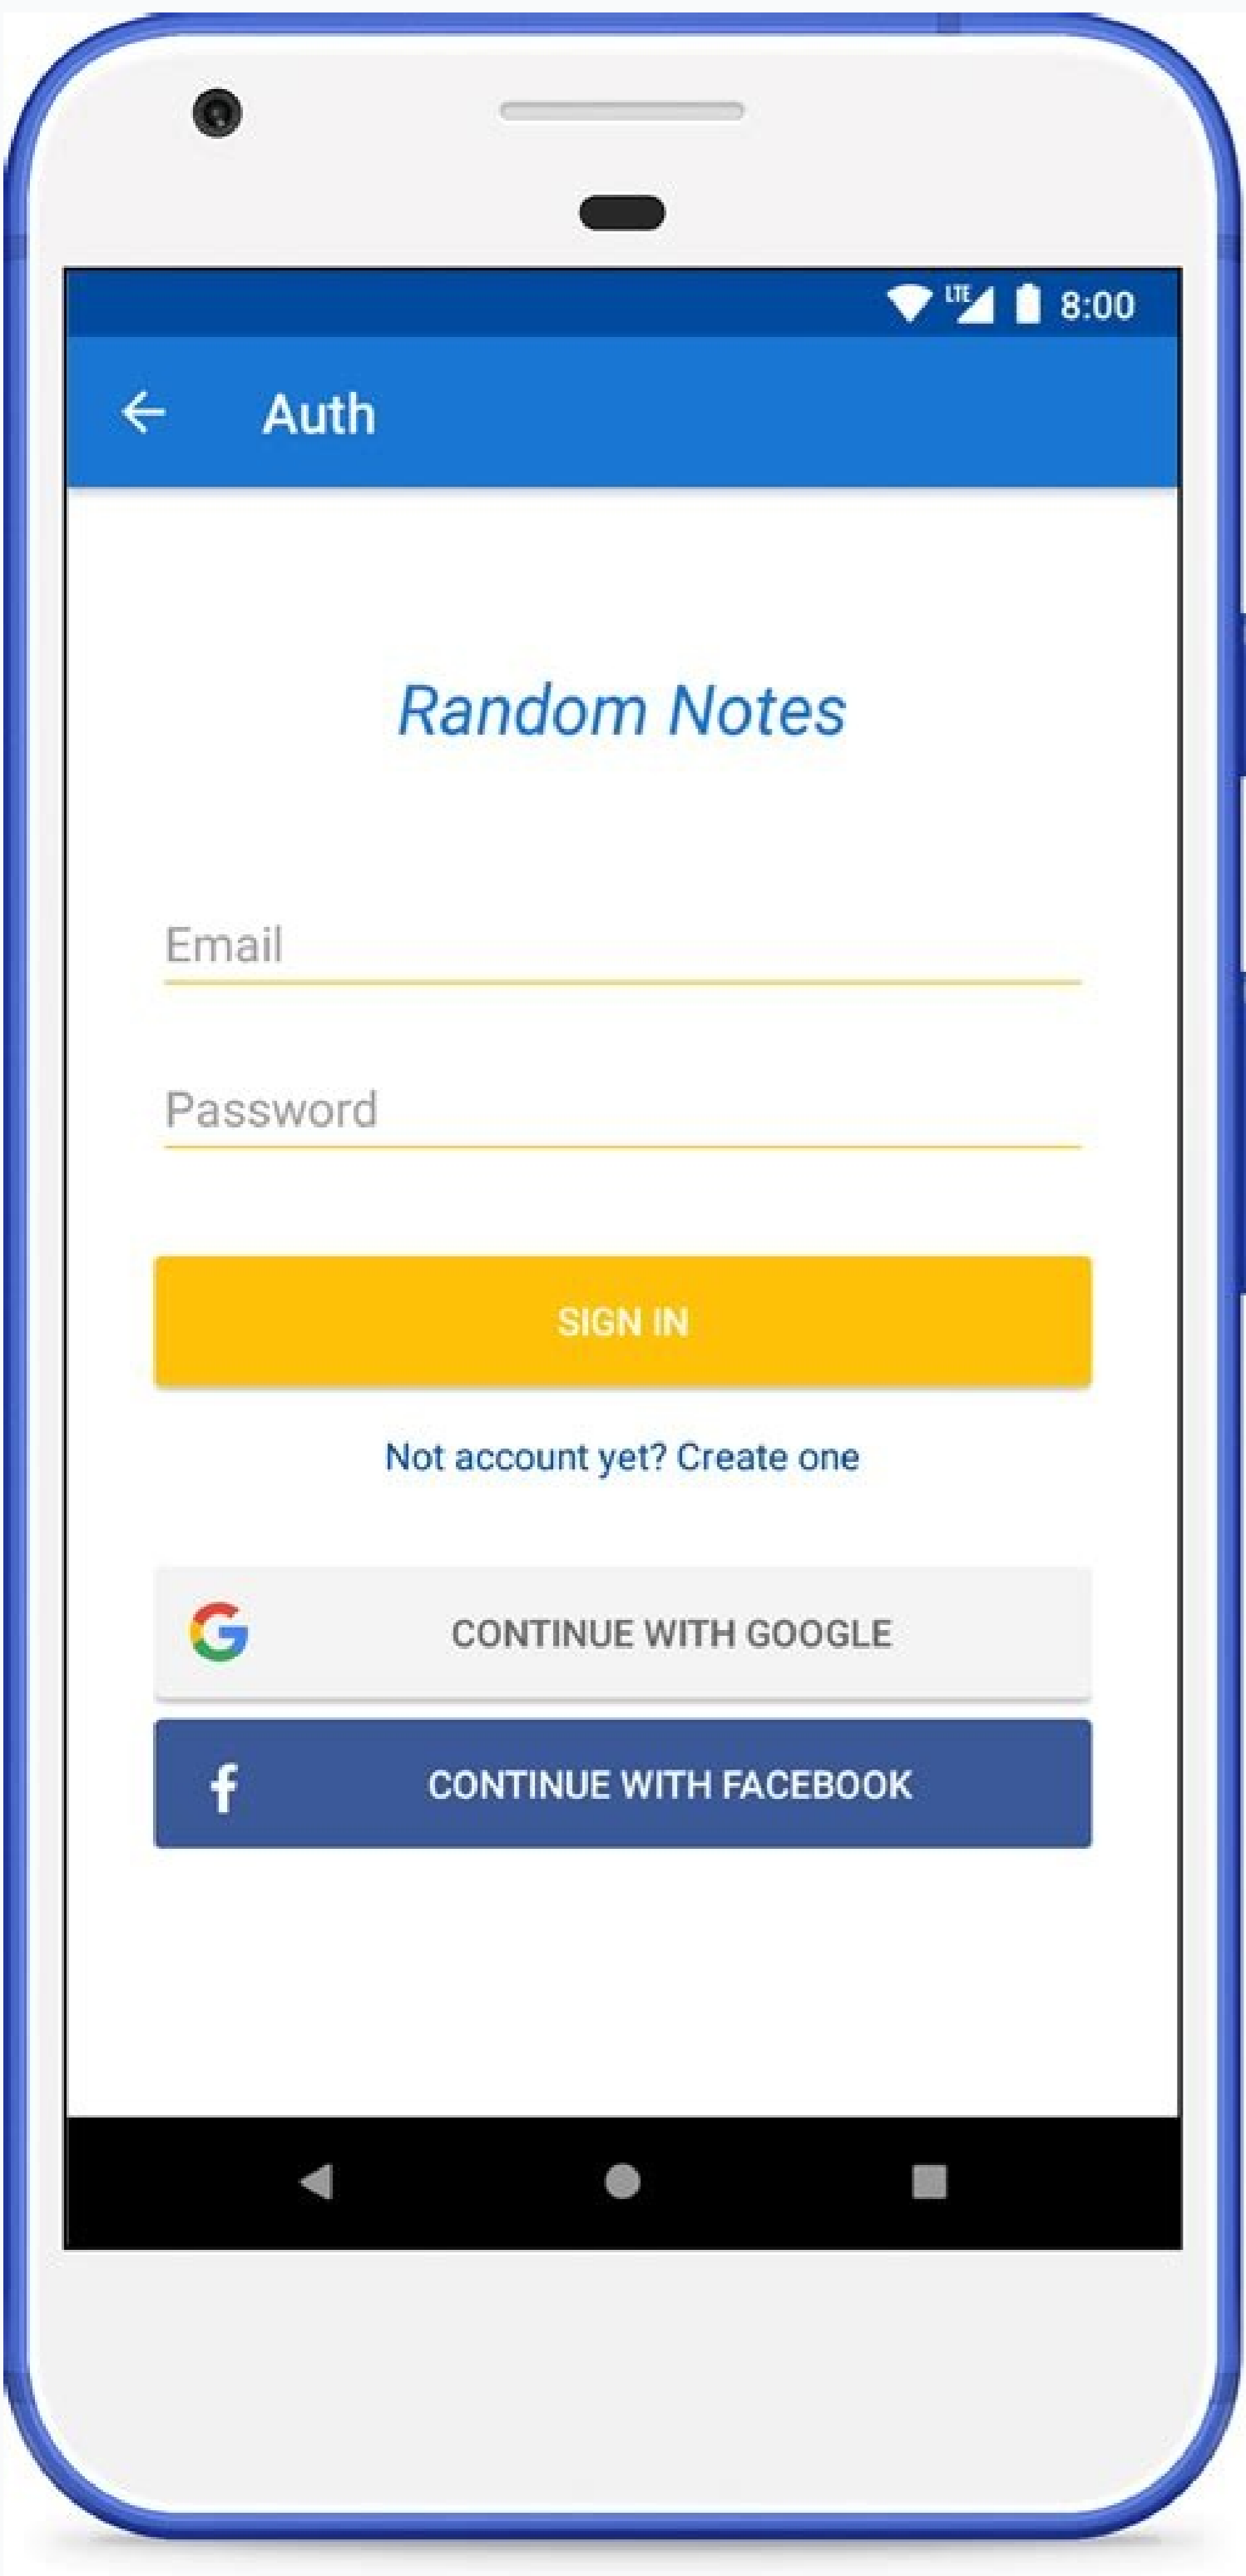 LTE 8:00
Auth
Random Notes
Email
Password
SIGN IN
Not account yet? Create one
CONTINUE WITH GOOGLE
CONTINUE WITH FACEBOOK